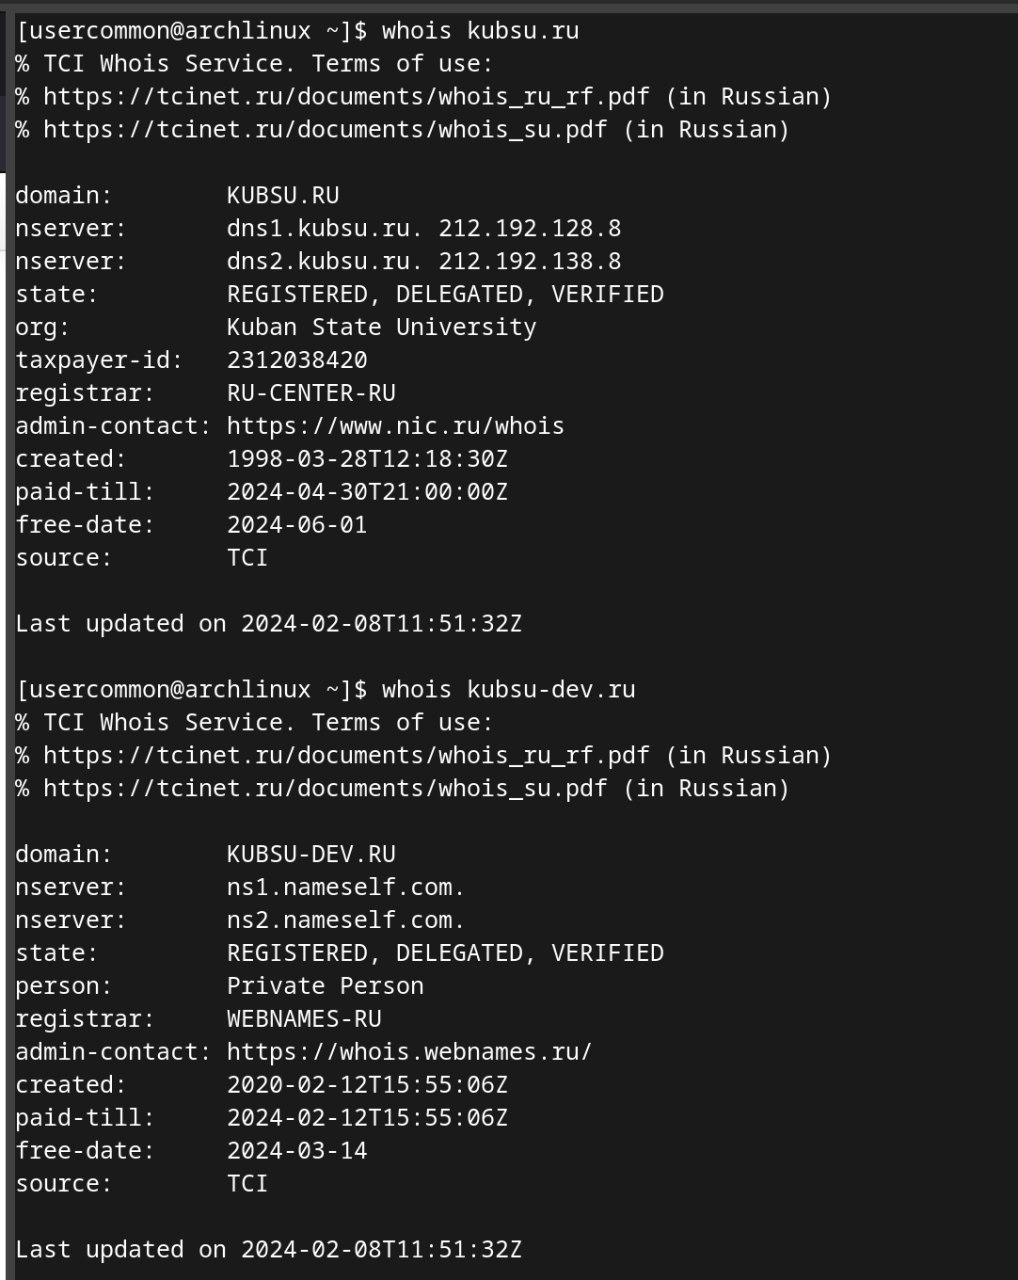 [usercommon@archlinux ~]$ whois kubsu.ru
% TCI Whois Service. Terms of use:
% https://tcinet.ru/documents/whois_ru_rf.pdf (in Russian)
% https://tcinet.ru/documents/whois_su.pdf (in Russian)

domain:        KUBSU.RU
nserver:       dns1.kubsu.ru. 212.192.128.8
nserver:       dns2.kubsu.ru. 212.192.138.8
state:         REGISTERED, DELEGATED, VERIFIED
org:           Kuban State University
taxpayer-id:   2312038420
registrar:     RU-CENTER-RU
admin-contact: https://www.nic.ru/whois
created:       1998-03-28T12:18:30Z
paid-till:     2024-04-30T21:00:00Z
free-date:     2024-06-01
source:        TCI

Last updated on 2024-02-08T11:51:32Z

[usercommon@archlinux ~]$ whois kubsu-dev.ru
% TCI Whois Service. Terms of use:
% https://tcinet.ru/documents/whois_ru_rf.pdf (in Russian)
% https://tcinet.ru/documents/whois_su.pdf (in Russian)

domain:        KUBSU-DEV.RU
nserver:       ns1.nameself.com.
nserver:       ns2.nameself.com.
state:         REGISTERED, DELEGATED, VERIFIED
person:        Private Person
registrar:     WEBNAMES-RU
admin-contact: https://whois.webnames.ru/
created:       2020-02-12T15:55:06Z
paid-till:     2024-02-12T15:55:06Z
free-date:     2024-03-14
source:        TCI

Last updated on 2024-02-08T11:51:32Z